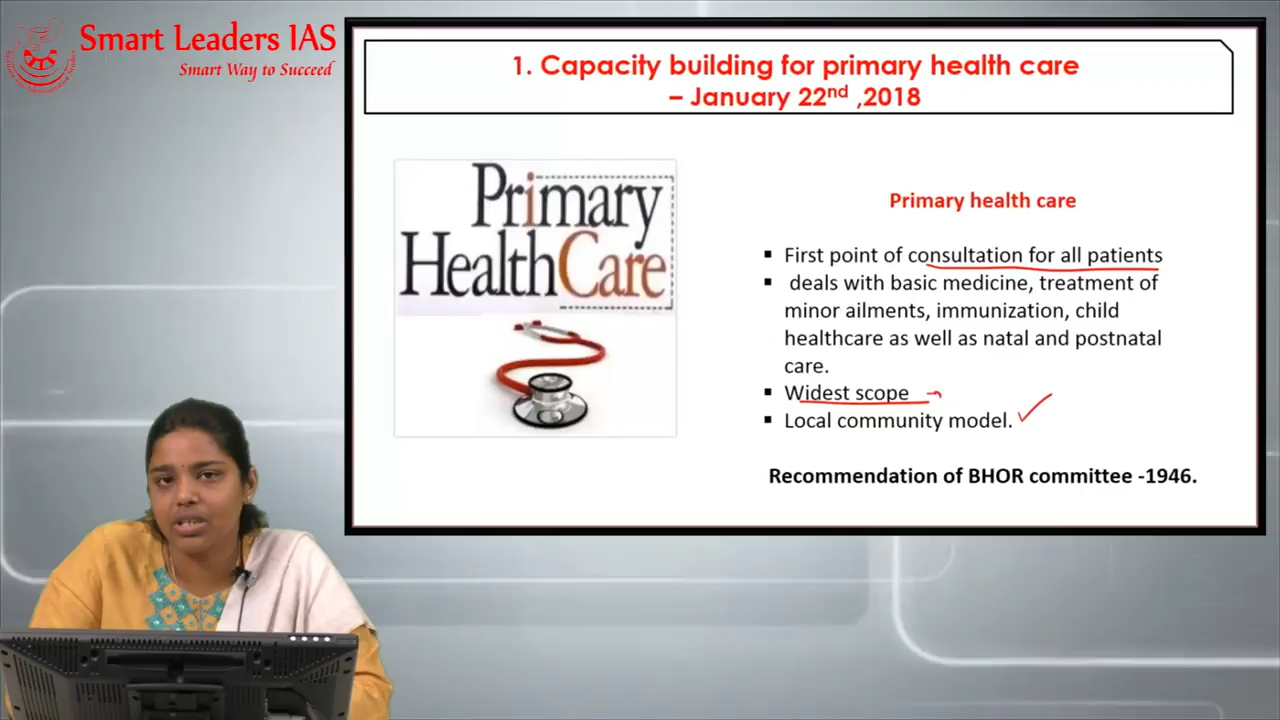 Smart Leaders IAS
Smart Way to Succeed
1. Capacity building for primary health care
– January 22nd ,2018
Primary
HealthCare
Primary health care
▪ First point of consultation for all patients
▪ deals with basic medicine, treatment of
minor ailments, immunization, child
healthcare as well as natal and postnatal
care.
▪ Widest scope
▪ Local community model.
Recommendation of BHOR committee -1946.